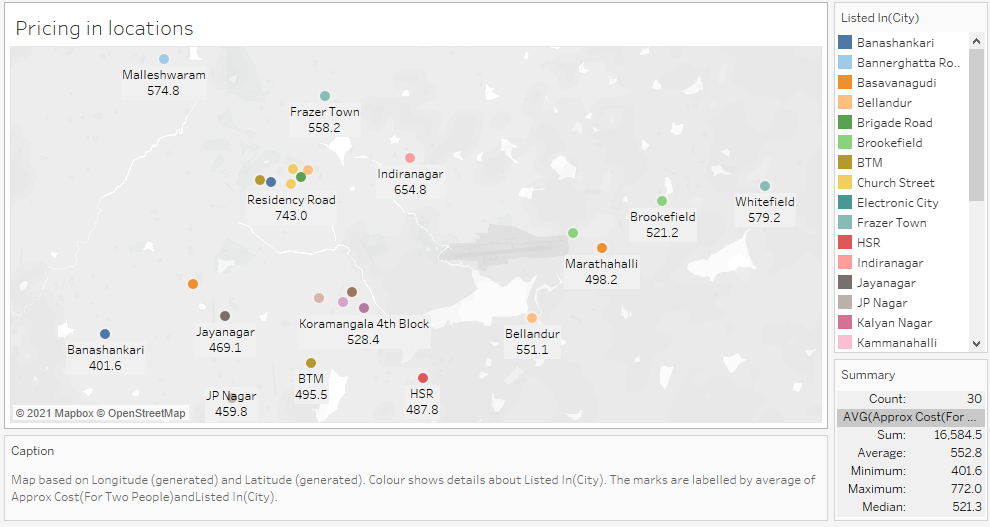 Pricing in locations
Malleshwaram
574.8
Frazer Town
558.2
Indiranagar
654.8
Residency Road
743.0
Whitefield
579.2
Brookefield
521.2
Marathahalli
498.2
Koramangala 4th Block
528.4
Jayanagar
469.1
Bellandur
551.1
Banashankari
401.6
BTM
495.5
HSR
487.8
JP Nagar
459.8
© 2021 Mapbox © OpenStreetMap
Caption
Map based on Longitude (generated) and Latitude (generated). Colour shows details about Listed In(City). The marks are labelled by average of
Approx Cost(For Two People)andListed In(City).
Listed In(City)
Banashankari
Bannerghatta Ro..
Basavanagudi
Bellandur
Brigade Road
Brookefield
BTM
Church Street
Electronic City
Frazer Town
HSR
Indiranagar
Jayanagar
JP Nagar
Kalyan Nagar
Kammanahalli
Summary
Count: 30
AVG(Approx Cost(For ...
Sum: 16,584.5
Average: 552.8
Minimum: 401.6
Maximum: 772.0
Median: 521.3